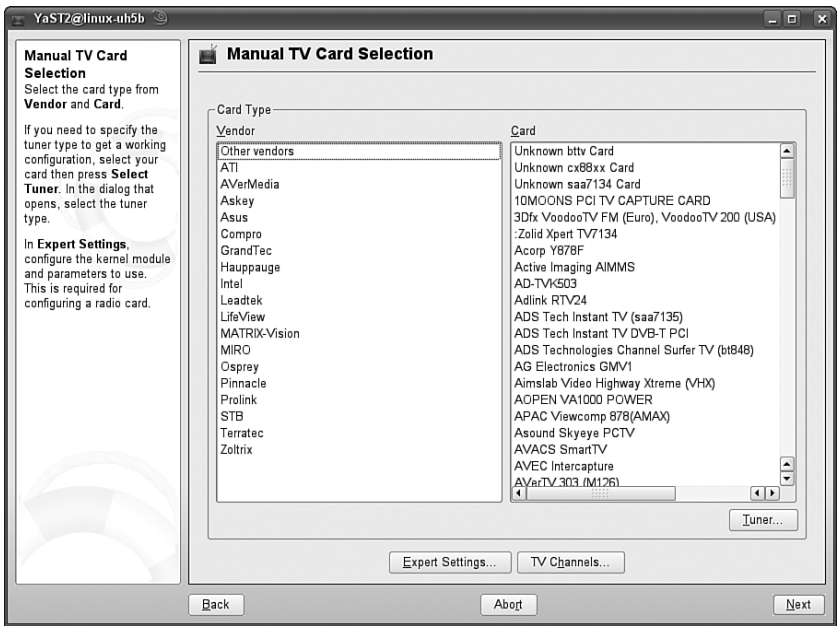 YaST2@linux-uh5b
Manual TV Card
Selection
Select the card type from
Vendor and Card.
If you need to specify the
tuner type to get a working
configuration, select your
card then press Select
Tuner. In the dialog that
opens, select the tuner
type.
In Expert Settings,
configure the kernel module
and parameters to use.
This is required for
configuring a radio card.
Manual TV Card Selection
Card Type
Vendor
Other vendors
ATI
AVerMedia
Askey
Asus
Compro
GrandTec
Hauppauge
Intel
Leadtek
LifeView
MATRIX-Vision
MIRO
Osprey
Pinnacle
Prolink
STB
Terratec
Zoltrix
Card
Unknown bttv Card
Unknown cx88xx Card
Unknown saa7134 Card
10MOONS PCI TV CAPTURE CARD
3Dfx VoodooTV FM (Euro), VoodooTV 200 (USA)
:Zolid Xpert TV7134
Acorp Y878F
Active Imaging AIMMS
AD-TVK503
Adlink RTV24
ADS Tech Instant TV (saa7135)
ADS Tech Instant TV DVB-T PCI
ADS Technologies Channel Surfer TV (bt848)
AG Electronics GMV1
Aimslab Video Highway Xtreme (VHX)
AOPEN VA1000 POWER
APAC Viewcomp 878(AMAX)
Asound Skyeye PCTV
AVACS SmartTV
AVEC Intercapture
AVerTV 303 (M126)
Tuner...
Expert Settings...
TV Channels...
Back
Abort
Next